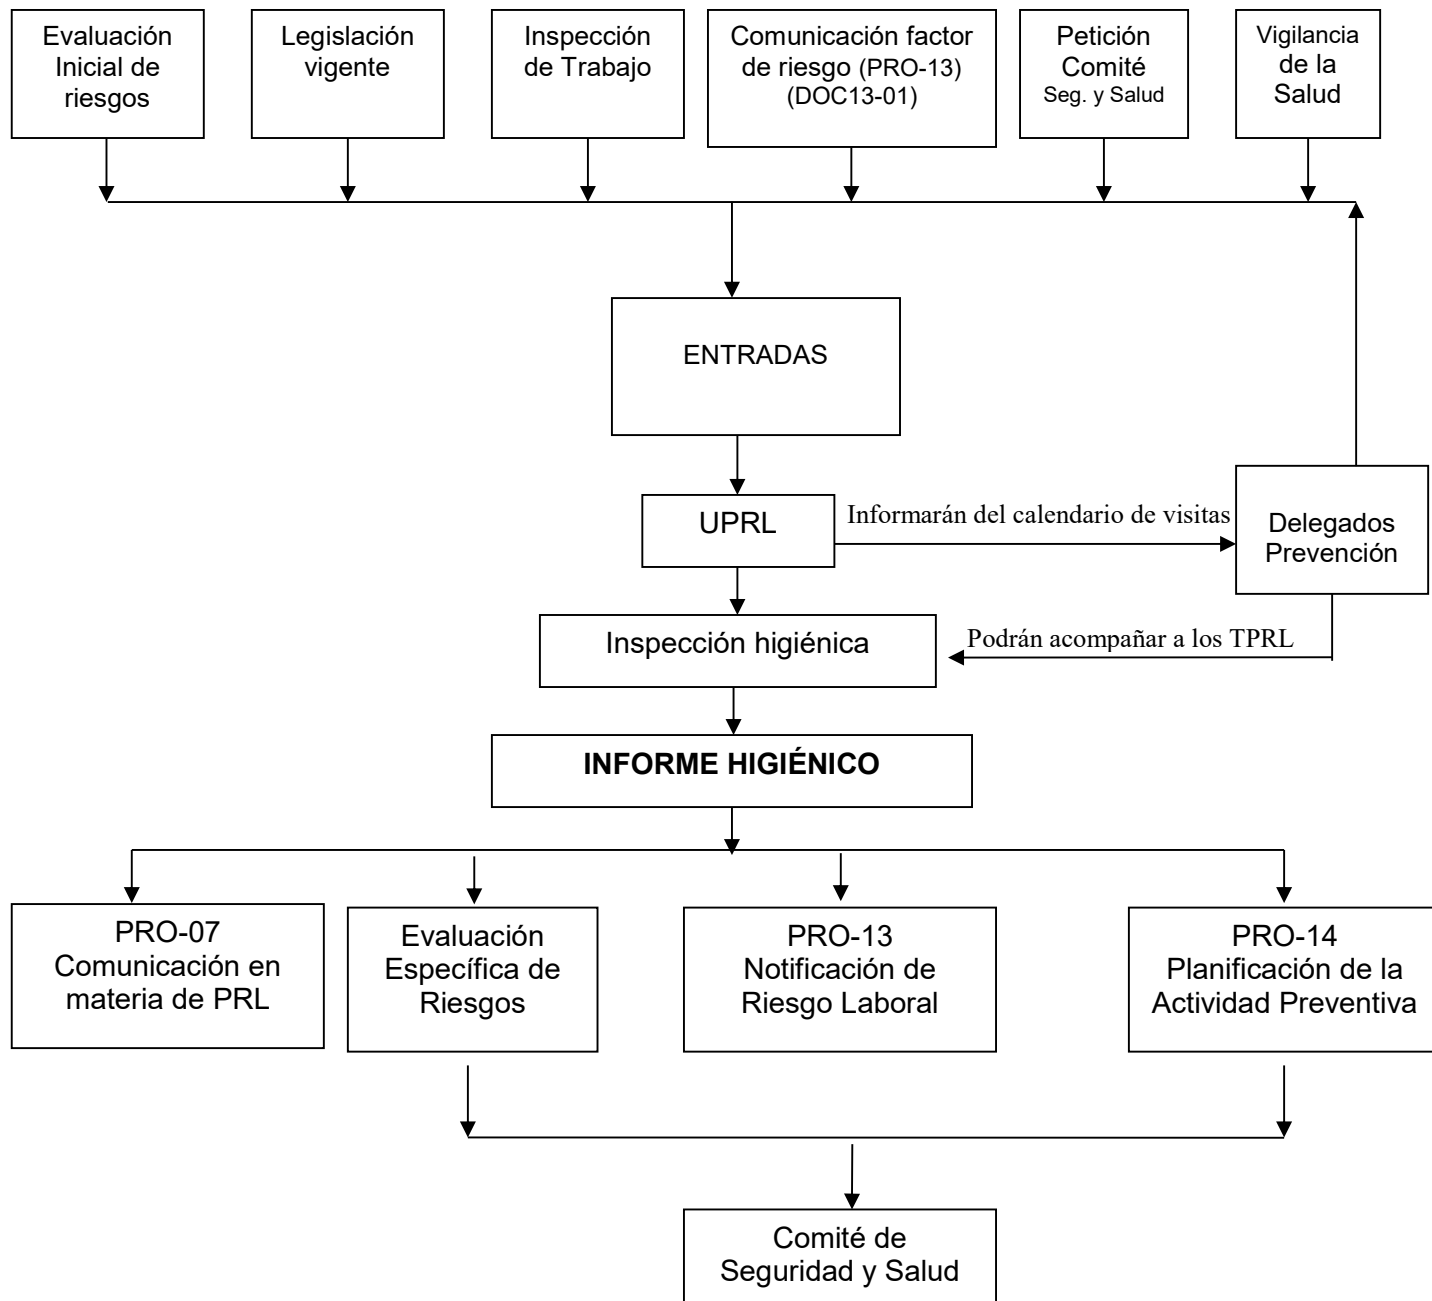 Evaluación
Inicial de
riesgos
Legislación
vigente
Inspección
de Trabajo
Comunicación factor
de riesgo (PRO-13)
(DOC13-01)
Petición
Comité
Seg. y Salud
Vigilancia
de la
Salud
ENTRADAS
UPRL
Informarán del calendario de visitas
Delegados
Prevención
Inspección higiénica
Podrán acompañar a los TPRL
INFORME HIGIÉNICO
PRO-07
Comunicación en
materia de PRL
Evaluación
Específica de
Riesgos
PRO-13
Notificación de
Riesgo Laboral
PRO-14
Planificación de la
Actividad Preventiva
Comité de
Seguridad y Salud